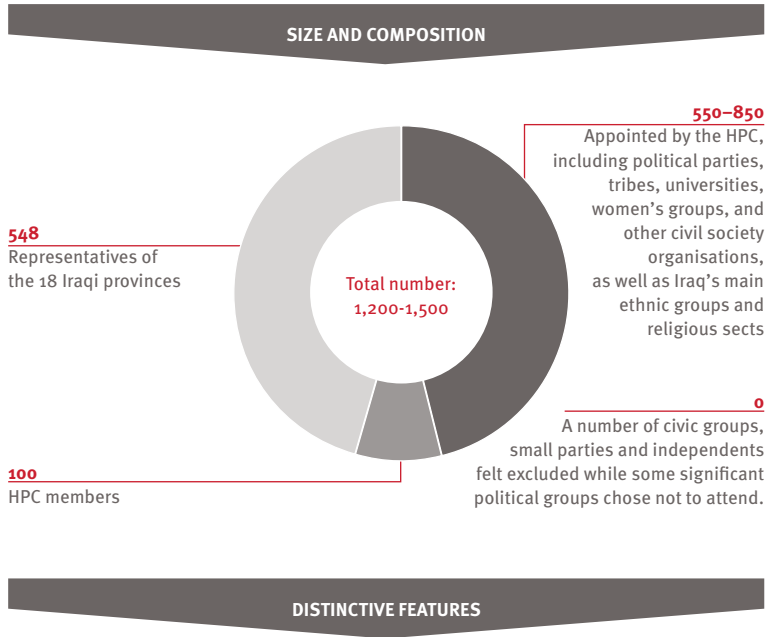 SIZE AND COMPOSITION
550–850
Appointed by the HPC,
including political parties,
tribes, universities,
women's groups, and
other civil society
organisations,
as well as Iraq's main
ethnic groups and
religious sects
548
Representatives of
the 18 Iraqi provinces
Total number:
1,200-1,500
0
A number of civic groups,
small parties and independents
felt excluded while some significant
political groups chose not to attend.
100
HPC members
DISTINCTIVE FEATURES